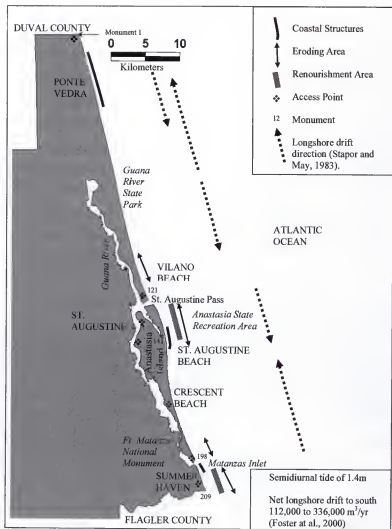 DUVAL COUNTY
Monument 1
0 5 10
Kilometers
PONTE
VEDRA
Guana
River
State
Park
Guana River
VILANO
BEACH
121
St. Augustine Pass
Anastasia State
Recreation Area
ST.
AUGUSTINE
Anastasia
Island
142
ST. AUGUSTINE
BEACH
CRESCENT
BEACH
Ft Matanzas
National
Monument
198
Matanzas Inlet
SUMMER
HAVEN
209
FLAGLER COUNTY
ATLANTIC
OCEAN
Coastal Structures
Eroding Area
Renourishment Area
Access Point
12 Monument
Longshore drift
direction (Stapor and
May, 1983).
Semidiurnal tide of 1.4m
Net longshore drift to south
112,000 to 336,000 m³/yr
(Foster at al., 2000)